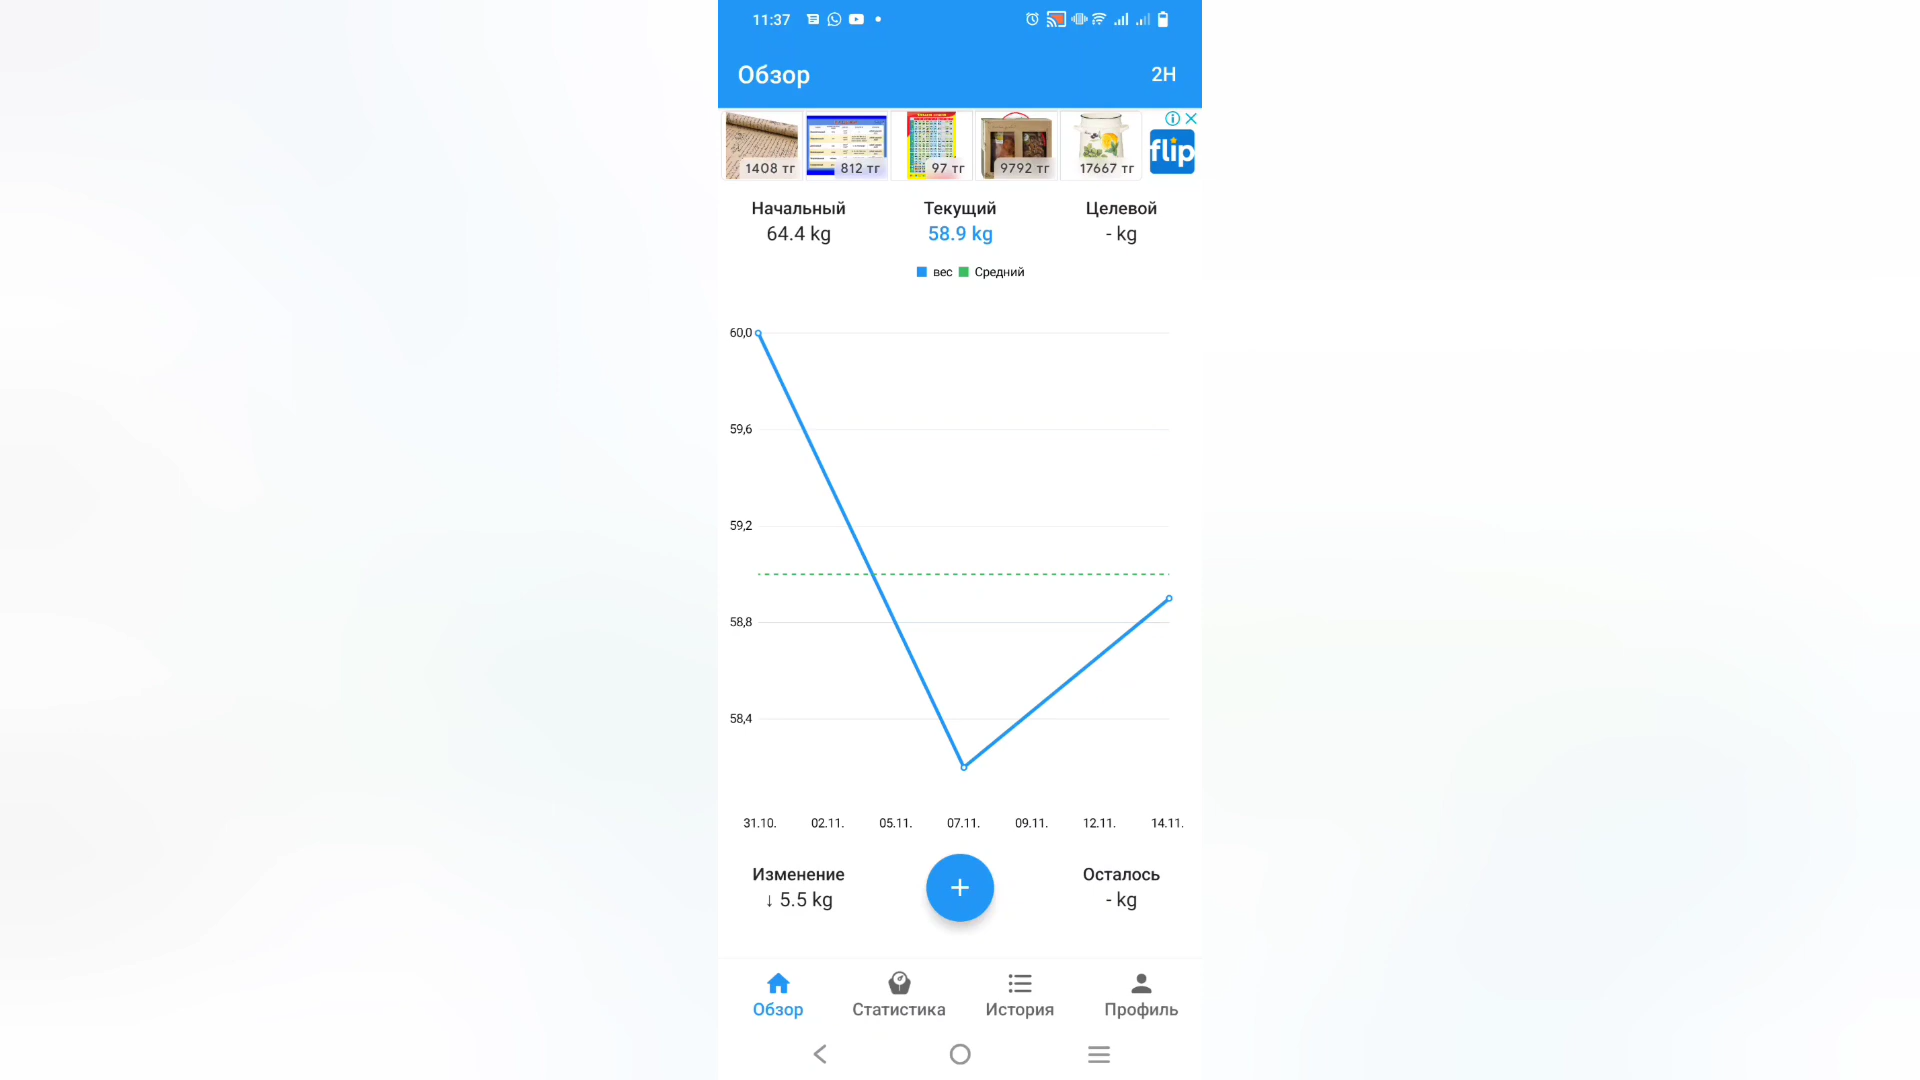 11:37
Обзор 2Н
1408 тг 812 тг 97 тг 9792 тг 17667 тг flip
Начальный Текущий Целевой
64.4 kg 58.9 kg - kg
вес Средний
60,0
59,6
59,2
58,8
58,4
31.10. 02.11. 05.11. 07.11. 09.11. 12.11. 14.11.
Изменение Осталось
↓ 5.5 kg + - kg
Обзор Статистика История Профиль